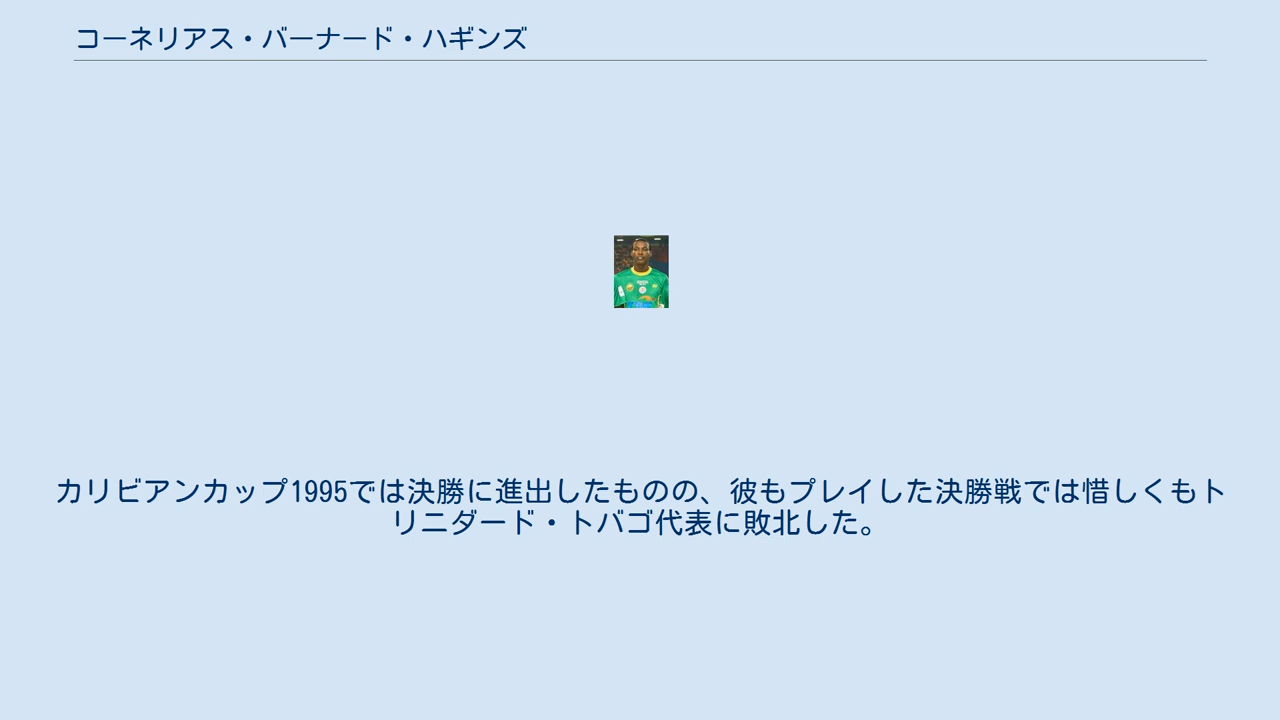 コーネリアス・バーナード・ハギンズ
カリビアンカップ1995では決勝に進出したものの、彼もプレイした決勝戦では惜しくもト
リニダード・トバゴ代表に敗北した。